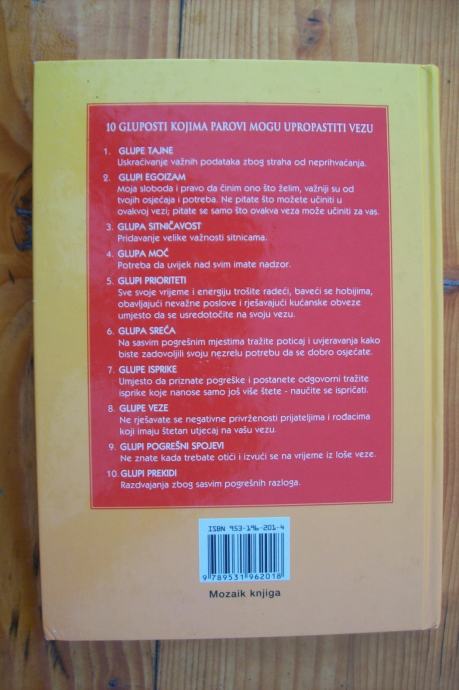 10 GLUPOSTI KOJIMA PAROVI MOGU UPROPASTITI VEZU
1. GLUPE TAJNE
Uskraćivanje važnih podataka zbog straha od neprihvaćanja.
2. GLUPI EGOIZAM
Moja sloboda i pravo da činim ono što želim, važniji su od
tvojih osjećaja i potreba. Ne pitate što možete učiniti u
ovakvoj vezi; pitate se samo što ovakva veza može učiniti za vas.
3. GLUPA SITNIČAVOST
Pridavanje velike važnosti sitnicama.
4. GLUPA MOĆ
Potreba da uvijek nad svim imate nadzor.
5. GLUPI PRIORITETI
Sve svoje vrijeme i energiju trošite radeći, baveći se hobijima,
obavljajući nevažne poslove i rješavajući kućanske obveze
umjesto da se usredotočite na svoju vezu.
6. GLUPA SREĆA
Na sasvim pogrešnim mjestima tražite poticaj i uvjeravanja kako
biste zadovoljili svoju nezrelu potrebu da se dobro osjećate.
7. GLUPE ISPRIKE
Umjesto da priznate pogreške i postanete odgovorni tražite
isprike koje nanose samo još više štete - naučite se ispričati.
8. GLUPE VEZE
Ne rješavate se negativne privrženosti prijateljima i rođacima
koji imaju štetan utjecaj na vašu vezu.
9. GLUPI POGREŠNI SPOJEVI
Ne znate kada trebate otići i izvući se na vrijeme iz loše veze.
10. GLUPI PREKIDI
Razdvajanja zbog sasvim pogrešnih razloga.
ISBN 953-196-201-4
9 789531 962018
Mozaik knjiga